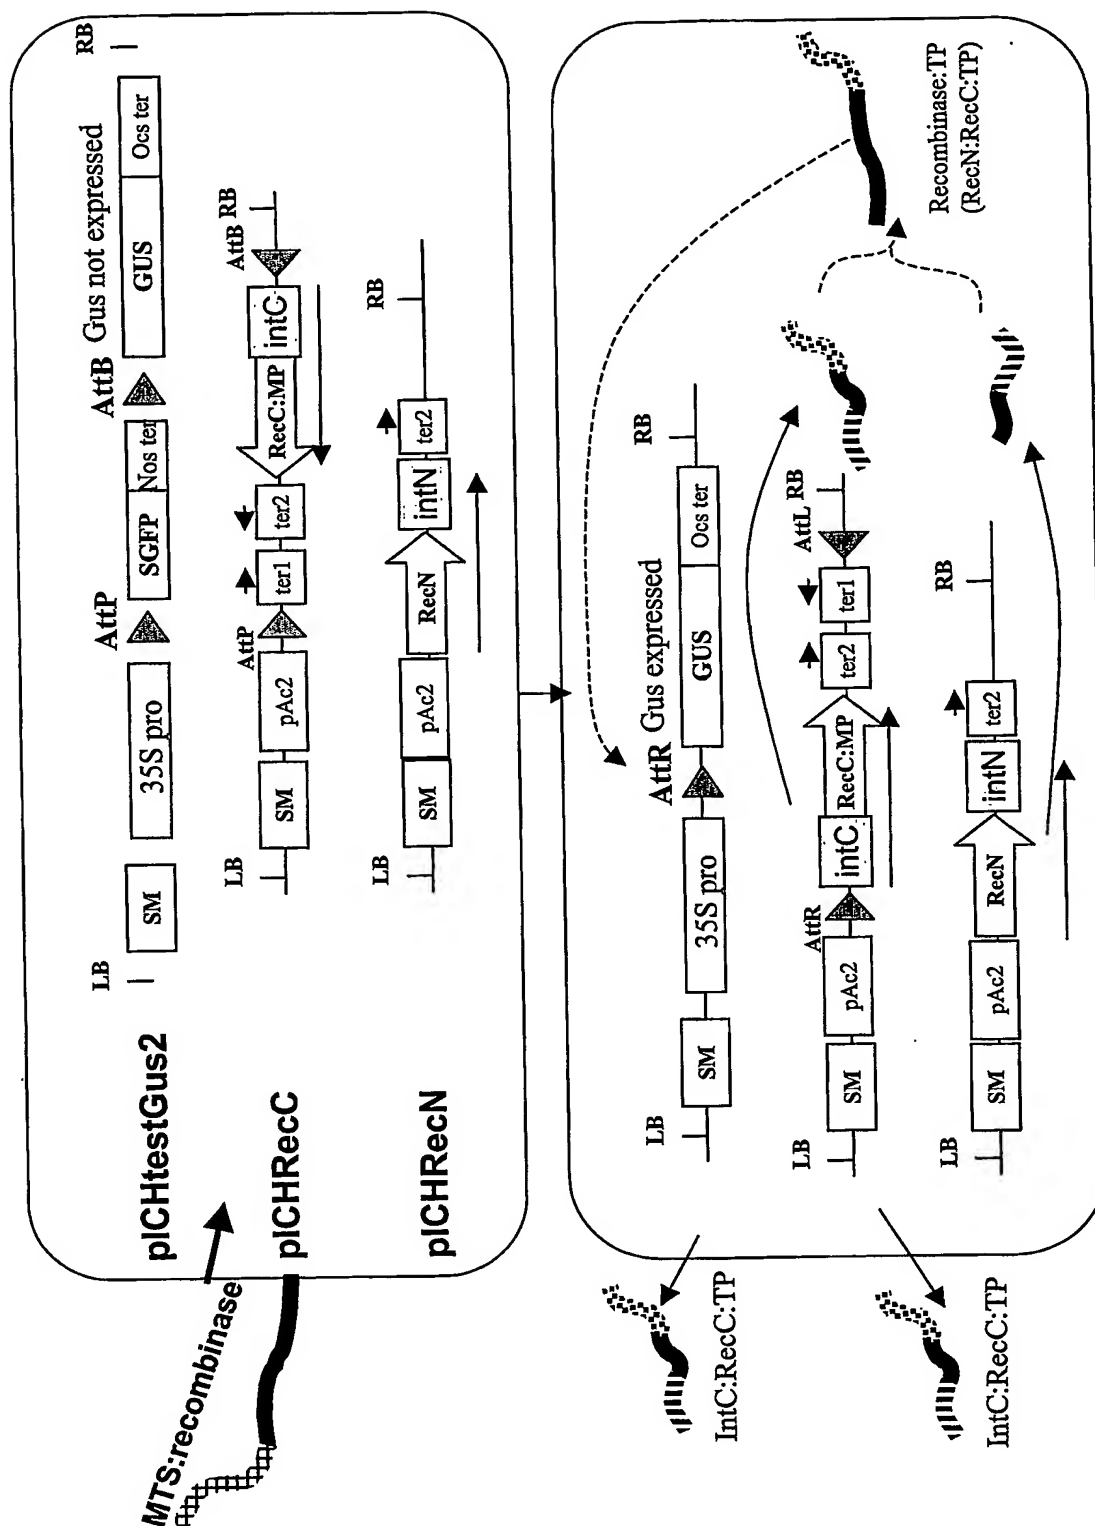 pICHtestGus2
LB
SM
35S pro
AttP
SGFP
Nos ter
AttB
Gus not expressed
GUS
Ocs ter
RB
MTS:recombinase
pICHRecC
LB
SM
pAc2
AttP
ter1
ter2
RecC:MP
intC
AttB
RB
pICHRecN
LB
SM
pAc2
RecN
intN
ter2
RB
LB
SM
35S pro
AttR
Gus expressed
GUS
Ocs ter
RB
LB
SM
pAc2
AttR
intC
RecC:MP
ter2
ter1
AttL
RB
LB
SM
pAc2
RecN
intN
ter2
RB
Recombinase:TP
(RecN:RecC:TP)
IntC:RecC:TP
IntC:RecC:TP